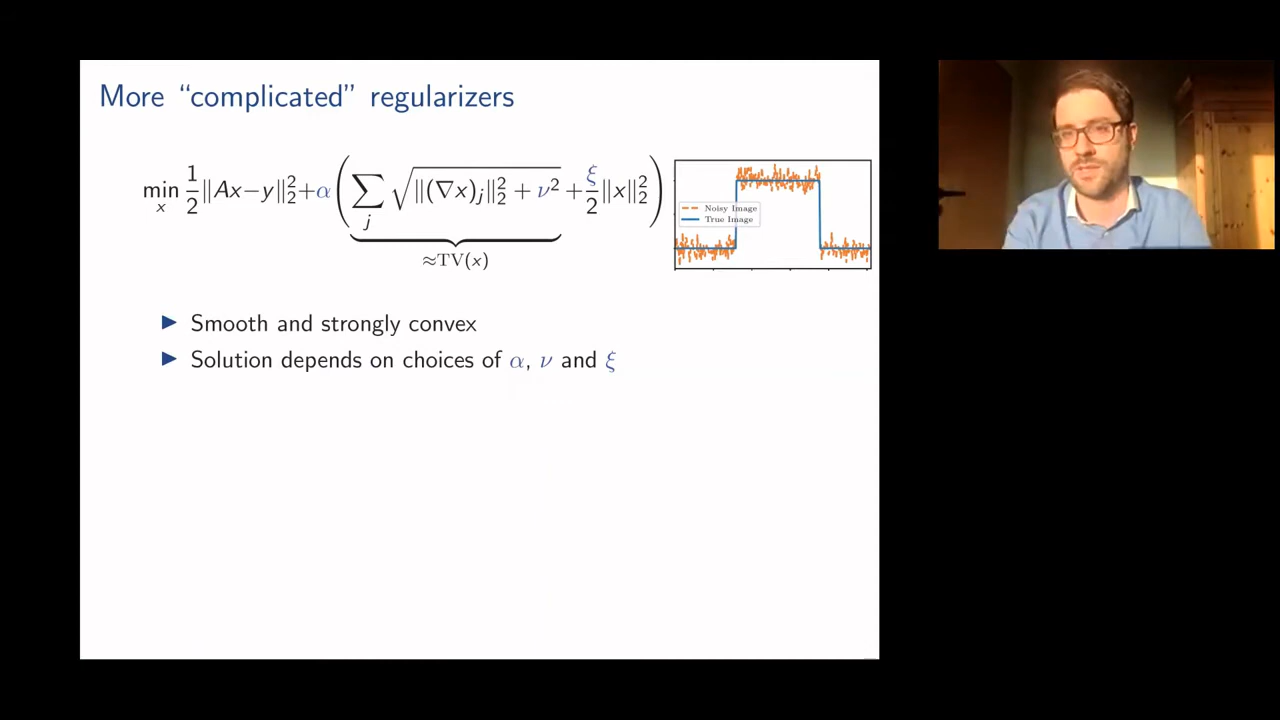 More “complicated” regularizers
min_x 1/2 ‖Ax−y‖₂² + α ( ∑_j √(‖(∇x)_j‖₂² + ν²) + ξ/2 ‖x‖₂² )
≈TV(x)
Noisy Image
True Image
▶ Smooth and strongly convex
▶ Solution depends on choices of α, ν and ξ